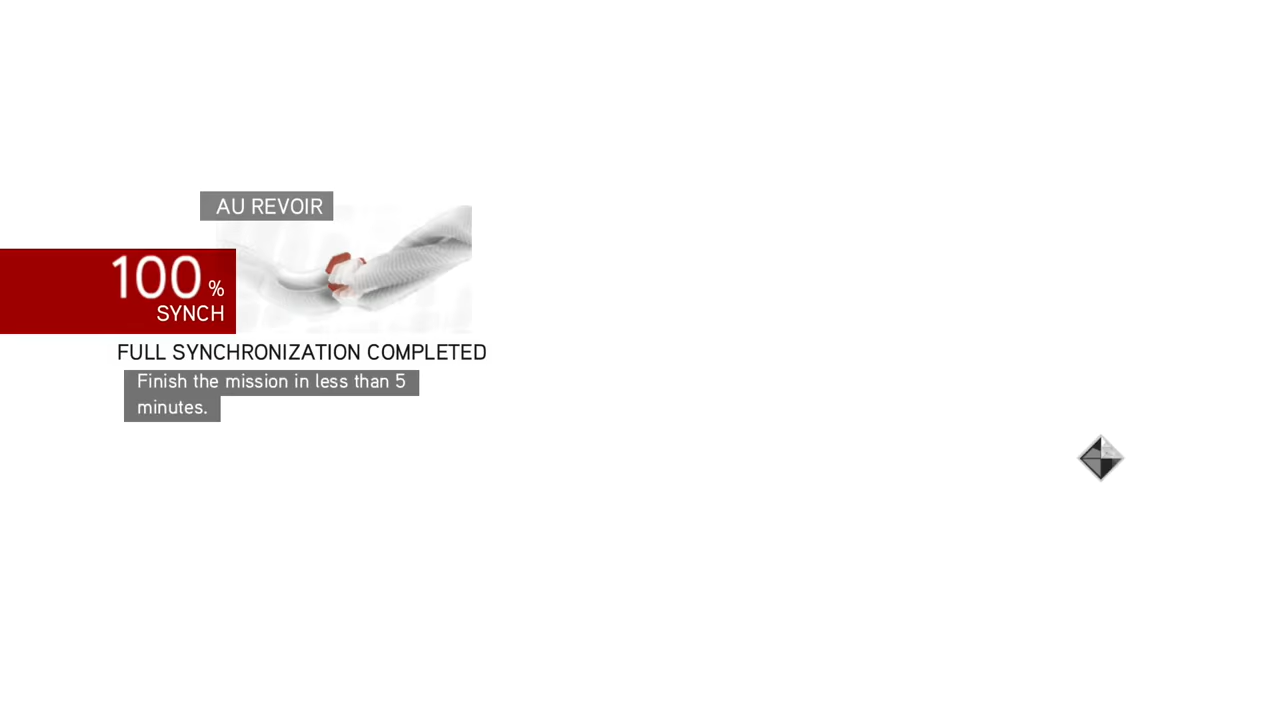 AU REVOIR
100 %
SYNCH
FULL SYNCHRONIZATION COMPLETED
Finish the mission in less than 5
minutes.